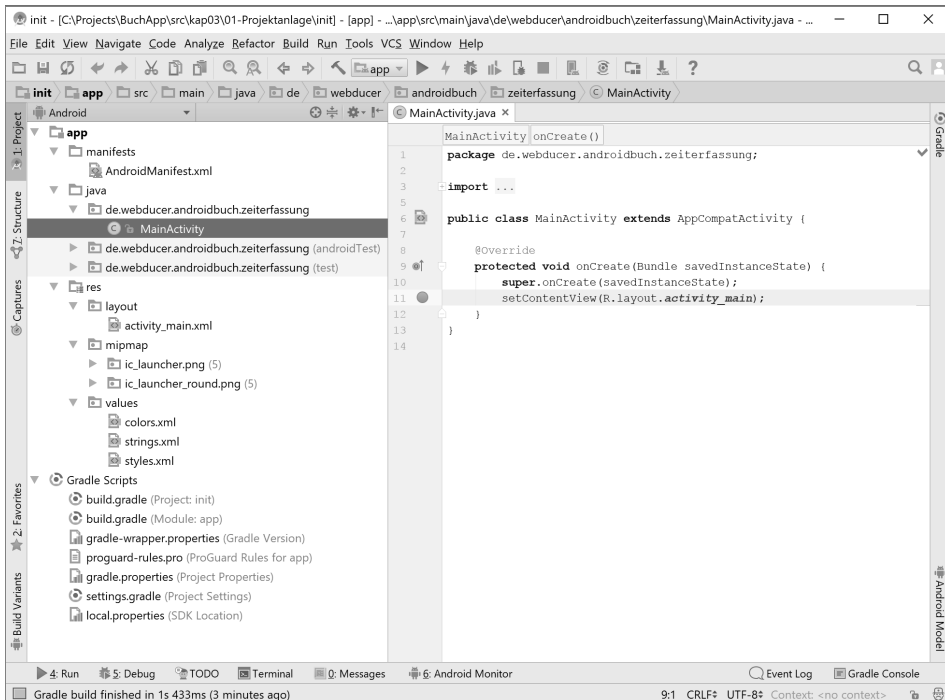 init - [C:\Projects\BuchApp\src\kap03\01-Projektanlage\init] - [app] - ...\app\src\main\java\de\webducer\androidbuch\zeiterfassung\MainActivity.java - ...
File Edit View Navigate Code Analyze Refactor Build Run Tools VCS Window Help
app
init app src main java de webducer androidbuch zeiterfassung MainActivity
1: Project
Z: Structure
Captures
2: Favorites
Build Variants
Android
app
manifests
AndroidManifest.xml
java
de.webducer.androidbuch.zeiterfassung
MainActivity
de.webducer.androidbuch.zeiterfassung (androidTest)
de.webducer.androidbuch.zeiterfassung (test)
res
layout
activity_main.xml
mipmap
ic_launcher.png (5)
ic_launcher_round.png (5)
values
colors.xml
strings.xml
styles.xml
Gradle Scripts
build.gradle (Project: init)
build.gradle (Module: app)
gradle-wrapper.properties (Gradle Version)
proguard-rules.pro (ProGuard Rules for app)
gradle.properties (Project Properties)
settings.gradle (Project Settings)
local.properties (SDK Location)
MainActivity.java
MainActivity onCreate()
1 package de.webducer.androidbuch.zeiterfassung;
2
3 import ...
5
6 public class MainActivity extends AppCompatActivity {
7
8 @Override
9 protected void onCreate(Bundle savedInstanceState) {
10 super.onCreate(savedInstanceState);
11 setContentView(R.layout.activity_main);
12 }
13 }
14
Gradle
Android Model
4: Run 5: Debug TODO Terminal 0: Messages 6: Android Monitor Event Log Gradle Console
Gradle build finished in 1s 433ms (3 minutes ago) 9:1 CRLF UTF-8 Context: <no context>